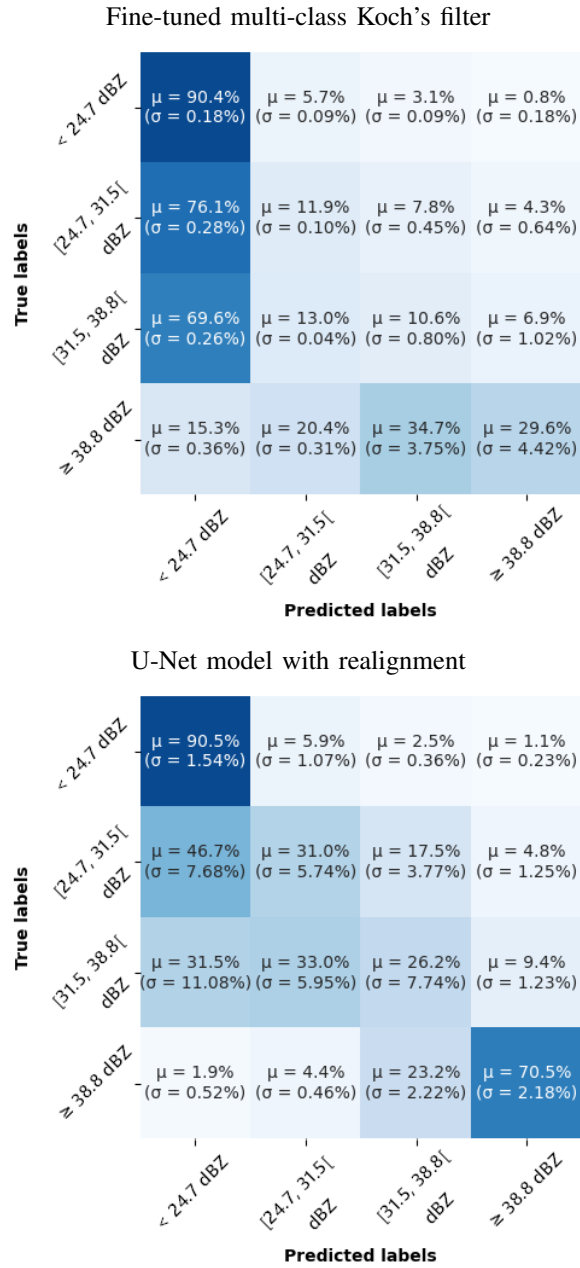 Fine-tuned multi-class Koch's filter
True labels
< 24.7 dBZ
μ = 90.4% μ = 5.7% μ = 3.1% μ = 0.8%
(σ = 0.18%) (σ = 0.09%) (σ = 0.09%) (σ = 0.18%)
[24.7, 31.5[
dBZ
μ = 76.1% μ = 11.9% μ = 7.8% μ = 4.3%
(σ = 0.28%) (σ = 0.10%) (σ = 0.45%) (σ = 0.64%)
[31.5, 38.8[
dBZ
μ = 69.6% μ = 13.0% μ = 10.6% μ = 6.9%
(σ = 0.26%) (σ = 0.04%) (σ = 0.80%) (σ = 1.02%)
≥ 38.8 dBZ
μ = 15.3% μ = 20.4% μ = 34.7% μ = 29.6%
(σ = 0.36%) (σ = 0.31%) (σ = 3.75%) (σ = 4.42%)
< 24.7 dBZ
[24.7, 31.5[
dBZ
[31.5, 38.8[
dBZ
≥ 38.8 dBZ
Predicted labels
U-Net model with realignment
True labels
< 24.7 dBZ
μ = 90.5% μ = 5.9% μ = 2.5% μ = 1.1%
(σ = 1.54%) (σ = 1.07%) (σ = 0.36%) (σ = 0.23%)
[24.7, 31.5[
dBZ
μ = 46.7% μ = 31.0% μ = 17.5% μ = 4.8%
(σ = 7.68%) (σ = 5.74%) (σ = 3.77%) (σ = 1.25%)
[31.5, 38.8[
dBZ
μ = 31.5% μ = 33.0% μ = 26.2% μ = 9.4%
(σ = 11.08%) (σ = 5.95%) (σ = 7.74%) (σ = 1.23%)
≥ 38.8 dBZ
μ = 1.9% μ = 4.4% μ = 23.2% μ = 70.5%
(σ = 0.52%) (σ = 0.46%) (σ = 2.22%) (σ = 2.18%)
< 24.7 dBZ
[24.7, 31.5[
dBZ
[31.5, 38.8[
dBZ
≥ 38.8 dBZ
Predicted labels